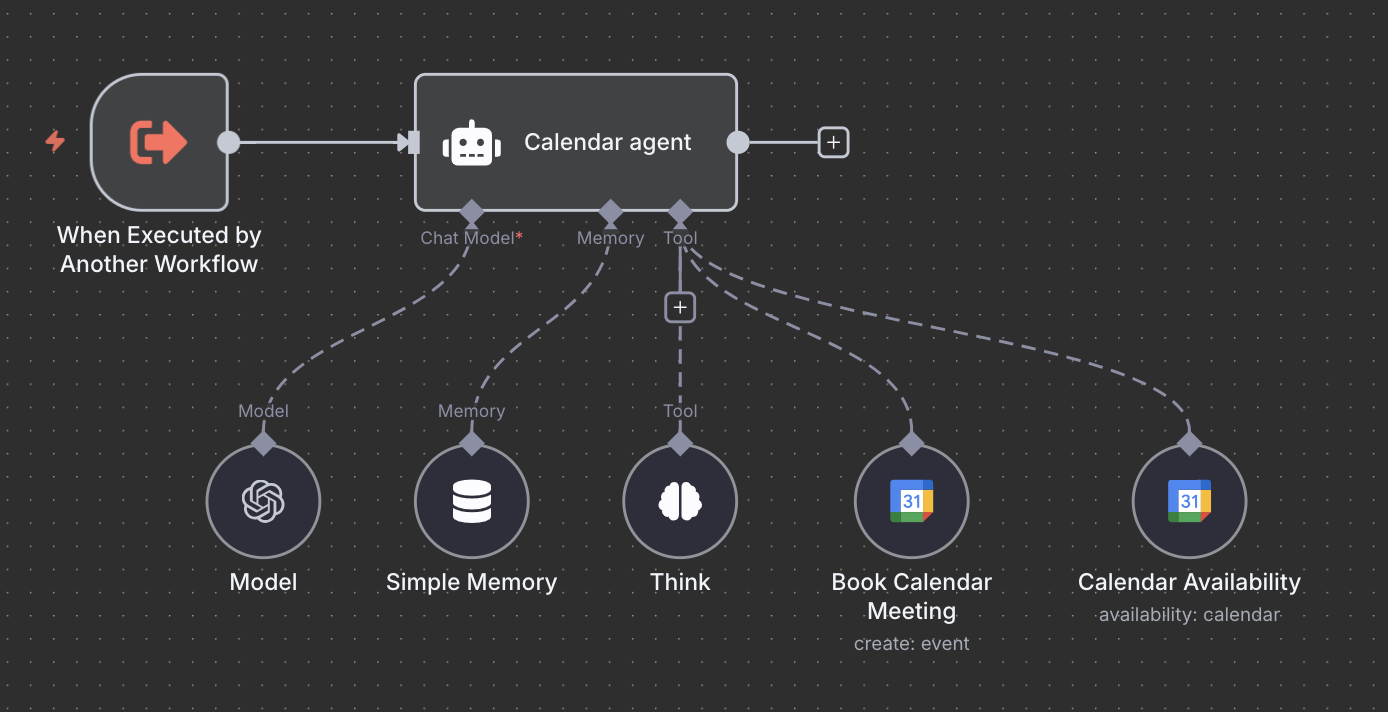 Calendar agent
When Executed by
Another Workflow
Chat Model*
Memory
Tool
Model
Memory
Tool
31
31
Model
Simple Memory
Think
Book Calendar
Meeting
create: event
Calendar Availability
availability: calendar